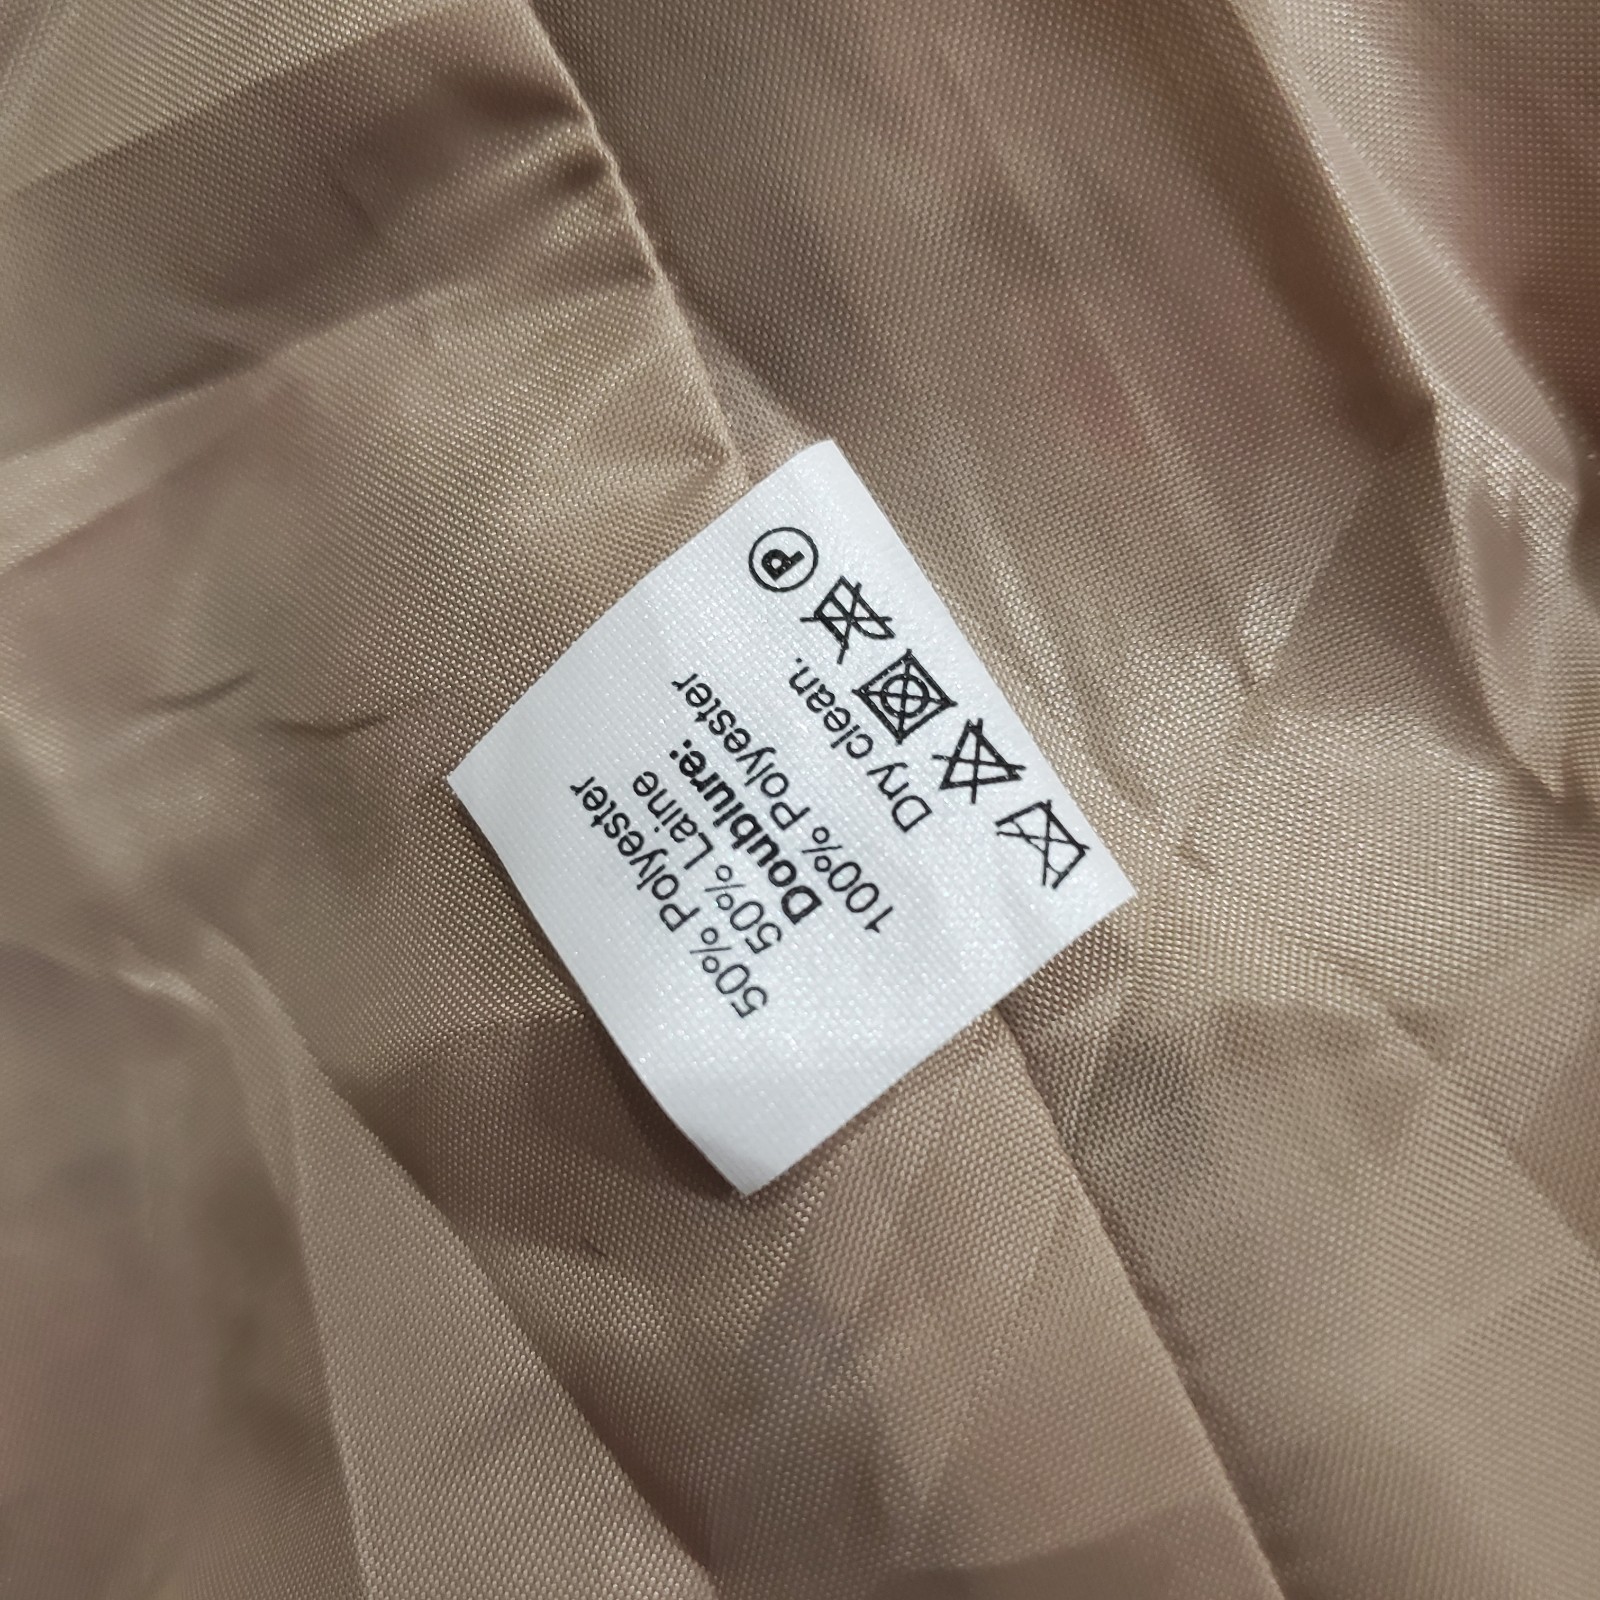 50% Polyester
50% Laine
Doublure:
100% Polyester
Dry clean.
P